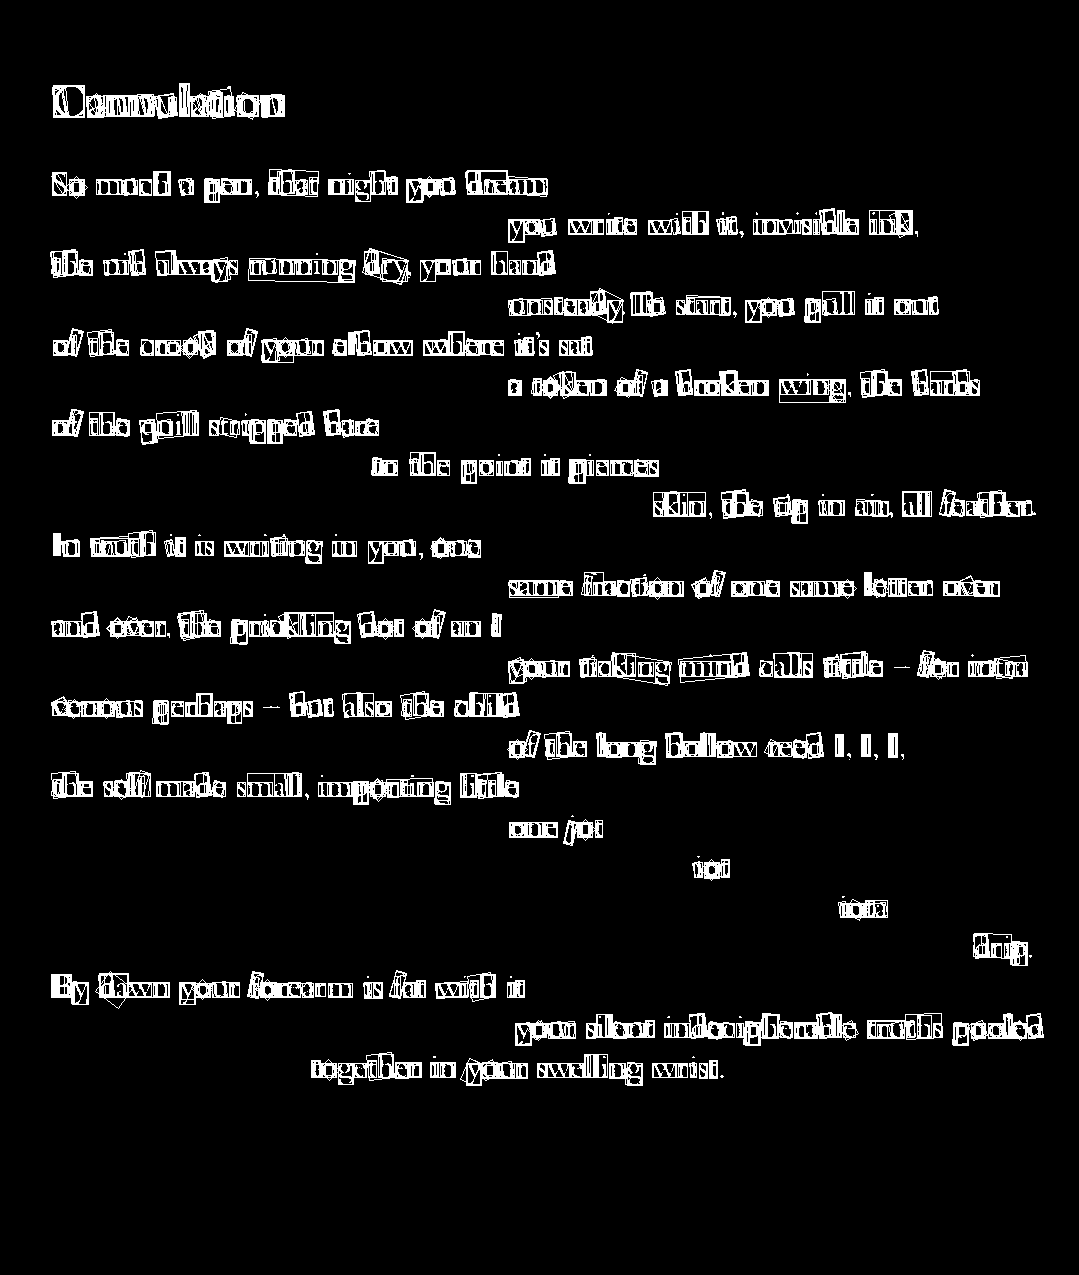 Cannulation
So much a pen, that night you dream
you write with it, invisible ink,
the nib always running dry, your hand
unsteady. To start, you pull it out
of the crook of your elbow where it's sat
a token of a broken wing, the barbs
of the quill stripped bare
to the point it pierces
skin, the tip in air, all feather.
In truth it is writing in you, one
same fraction of one same letter over
and over, the prickling dot of an I
your ticking mind calls little – for intra
venous perhaps – but also the child
of the long hollow reed I, I, I,
the self made small, importing little
one jot
iot
iota
drip.
By dawn your forearm is fat with it
your silent indecipherable truths pooled
together in your swelling wrist.